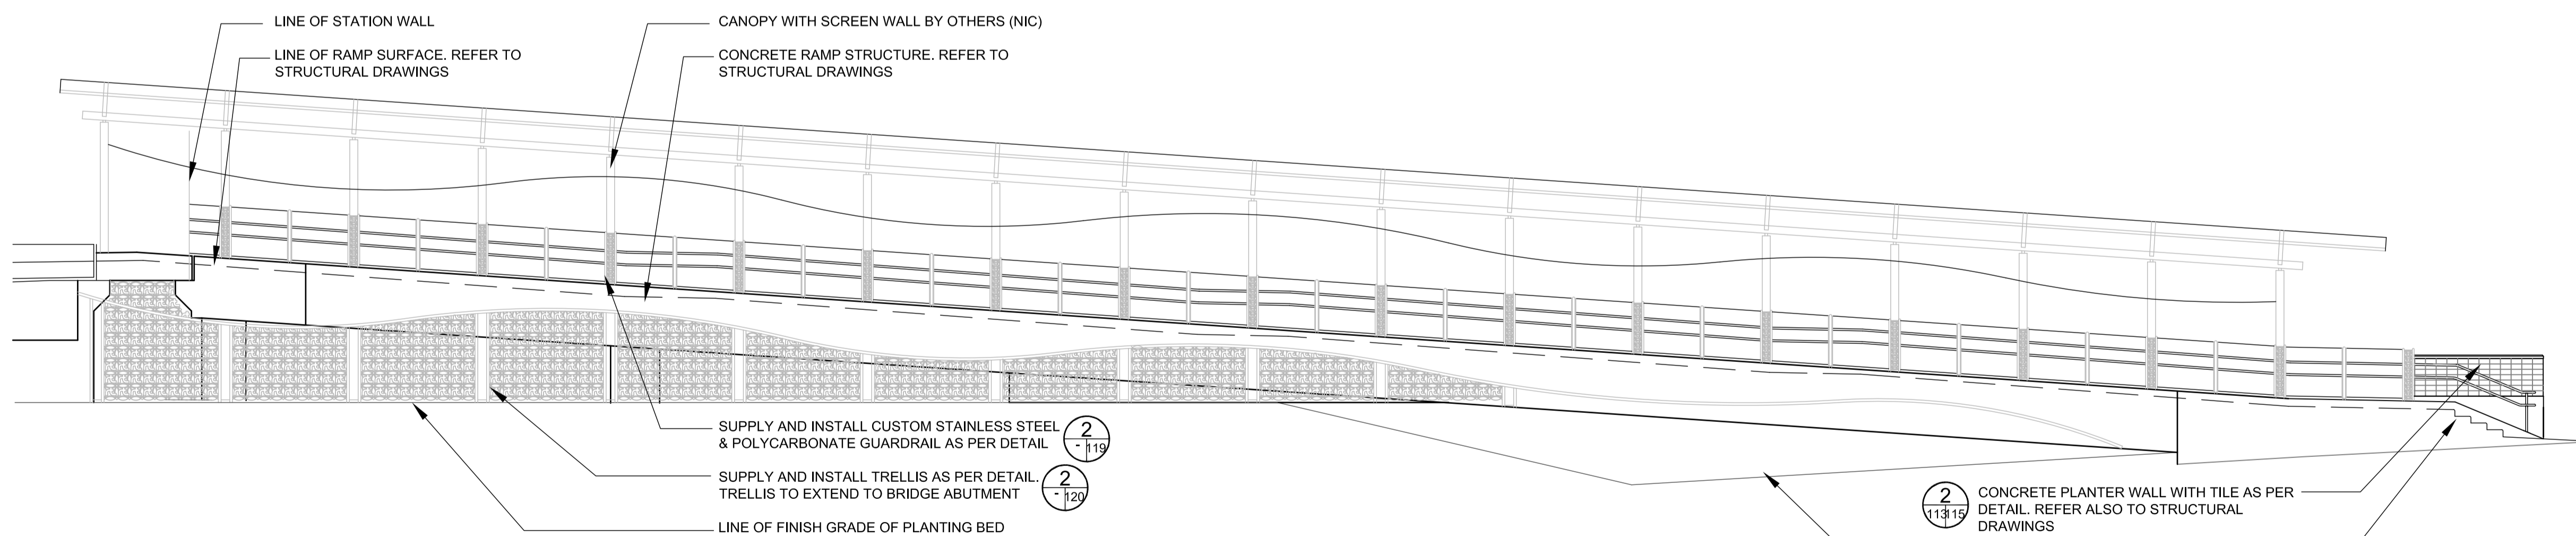 LINE OF STATION WALL
LINE OF RAMP SURFACE. REFER TO
STRUCTURAL DRAWINGS
CANOPY WITH SCREEN WALL BY OTHERS (NIC)
CONCRETE RAMP STRUCTURE. REFER TO
STRUCTURAL DRAWINGS
SUPPLY AND INSTALL CUSTOM STAINLESS STEEL
& POLYCARBONATE GUARDRAIL AS PER DETAIL
2
- 119
SUPPLY AND INSTALL TRELLIS AS PER DETAIL.
TRELLIS TO EXTEND TO BRIDGE ABUTMENT
2
- 120
LINE OF FINISH GRADE OF PLANTING BED
2
113 115
CONCRETE PLANTER WALL WITH TILE AS PER
DETAIL. REFER ALSO TO STRUCTURAL
DRAWINGS